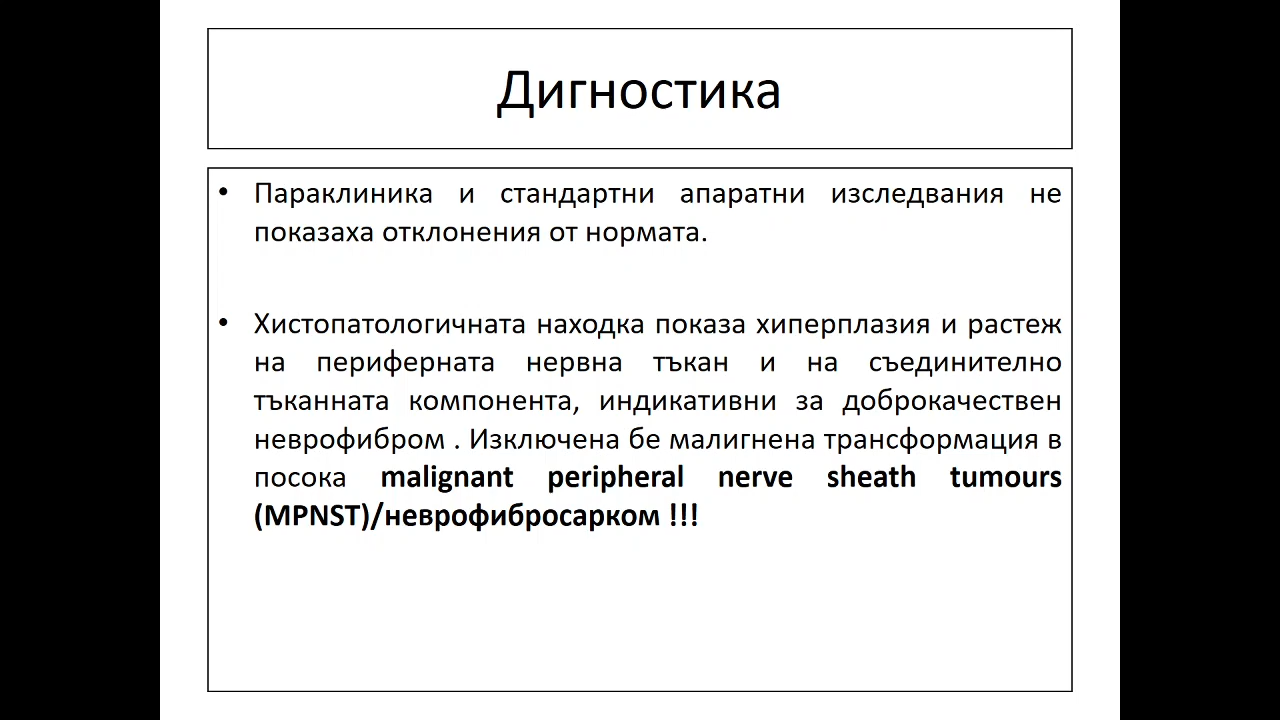 Дигностика
• Параклиника и стандартни апаратни изследвания не
показаха отклонения от нормата.
• Хистопатологичната находка показа хиперплазия и растеж
на периферната нервна тъкан и на съединително
тъканната компонента, индикативни за доброкачествен
неврофибром . Изключена бе малигнена трансформация в
посока malignant peripheral nerve sheath tumours
(MPNST)/неврофибросарком !!!